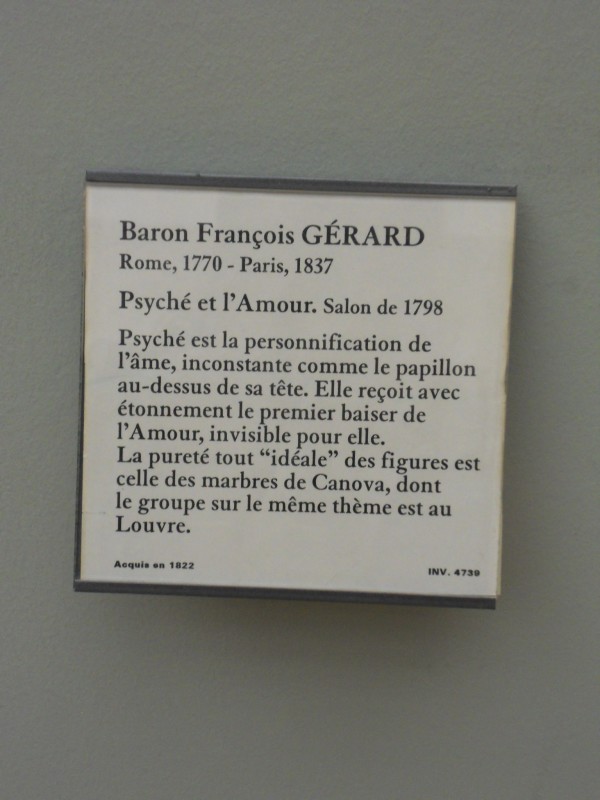 Baron François GÉRARD
Rome, 1770 - Paris, 1837
Psyché et l'Amour. Salon de 1798
Psyché est la personnification de
l'âme, inconstante comme le papillon
au-dessus de sa tête. Elle reçoit avec
étonnement le premier baiser de
l'Amour, invisible pour elle.
La pureté tout “idéale” des figures est
celle des marbres de Canova, dont
le groupe sur le même thème est au
Louvre.
Acquis en 1822
INV. 4739